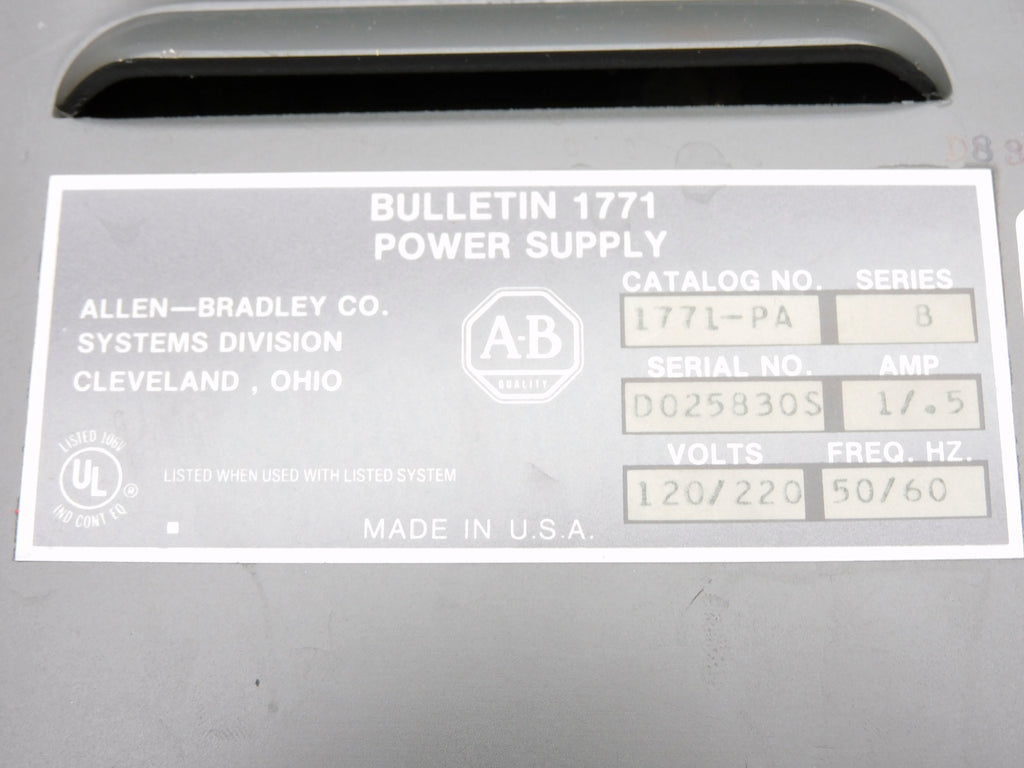 BULLETIN 1771
POWER SUPPLY
ALLEN—BRADLEY CO.
SYSTEMS DIVISION
CLEVELAND , OHIO
A-B
QUALITY
CATALOG NO. SERIES
1771-PA B
SERIAL NO. AMP
D025830S 1/.5
VOLTS FREQ. HZ.
120/220 50/60
LISTED 106V
UL ®
IND CONT EQ
LISTED WHEN USED WITH LISTED SYSTEM
MADE IN U.S.A.